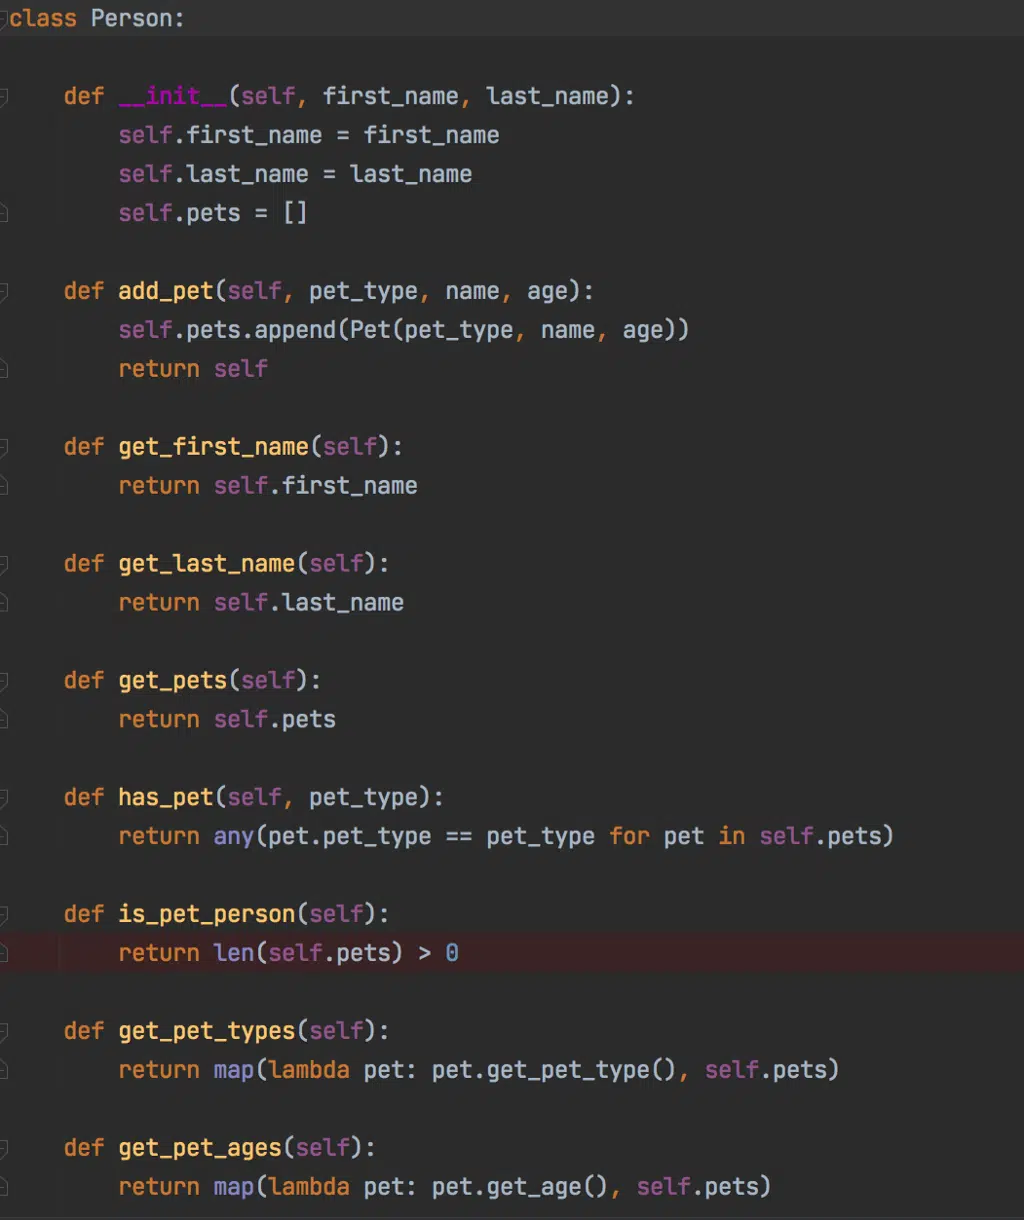 class Person:
    def __init__(self, first_name, last_name):
        self.first_name = first_name
        self.last_name = last_name
        self.pets = []
    def add_pet(self, pet_type, name, age):
        self.pets.append(Pet(pet_type, name, age))
        return self
    def get_first_name(self):
        return self.first_name
    def get_last_name(self):
        return self.last_name
    def get_pets(self):
        return self.pets
    def has_pet(self, pet_type):
        return any(pet.pet_type == pet_type for pet in self.pets)
    def is_pet_person(self):
        return len(self.pets) > 0
    def get_pet_types(self):
        return map(lambda pet: pet.get_pet_type(), self.pets)
    def get_pet_ages(self):
        return map(lambda pet: pet.get_age(), self.pets)